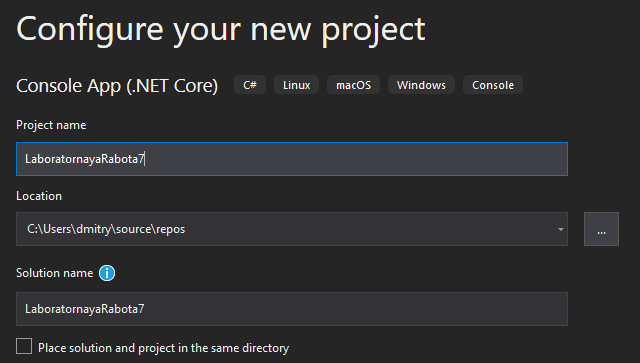 Configure your new project
Console App (.NET Core) C# Linux macOS Windows Console
Project name
LaboratornayaRabota7
Location
C:\Users\dmitry\source\repos
...
Solution name i
LaboratornayaRabota7
Place solution and project in the same directory